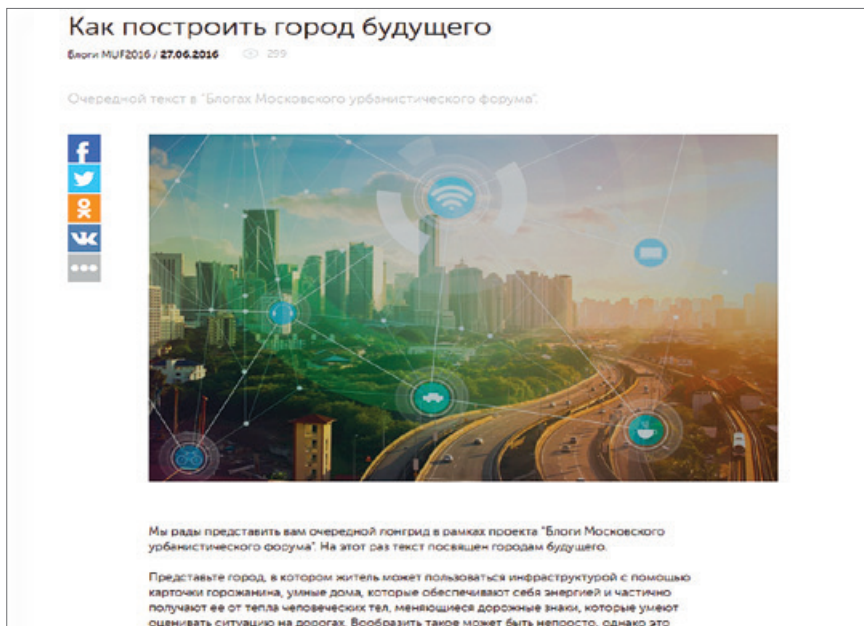 Как построить город будущего
Блоги MUF2016 / 27.06.2016 299
Очередной текст в "Блогах Московского урбанистического форума".
Мы рады представить вам очередной лонгрид в рамках проекта "Блоги Московского
урбанистического форума". На этот раз текст посвящен городам будущего.
Представьте город, в котором житель может пользоваться инфраструктурой с помощью
карточки горожанина, умные дома, которые обеспечивают себя энергией и частично
получают ее от тепла человеческих тел, меняющиеся дорожные знаки, которые умеют
оценивать ситуацию на дорогах. Вообразить такое может быть непросто, однако это